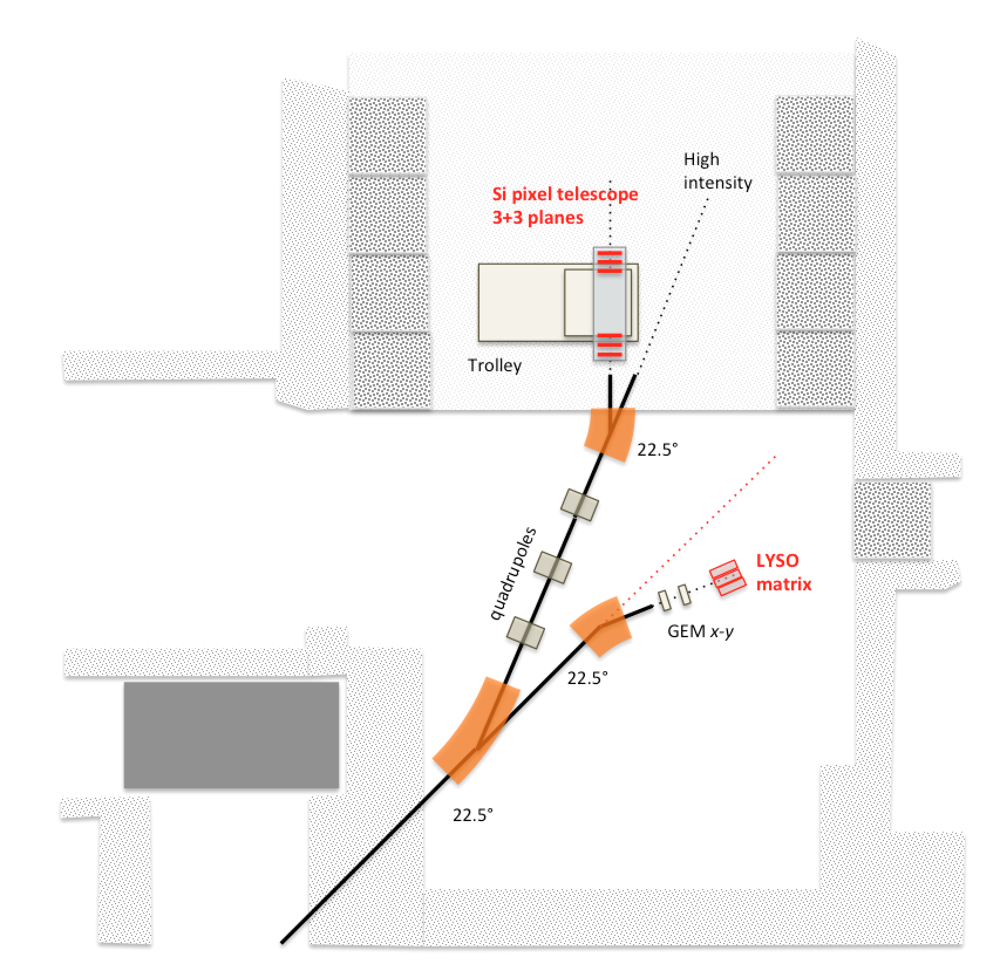 High
intensity
Si pixel telescope
3+3 planes
Trolley
22.5°
quadrupoles
LYSO
matrix
GEM x-y
22.5°
22.5°